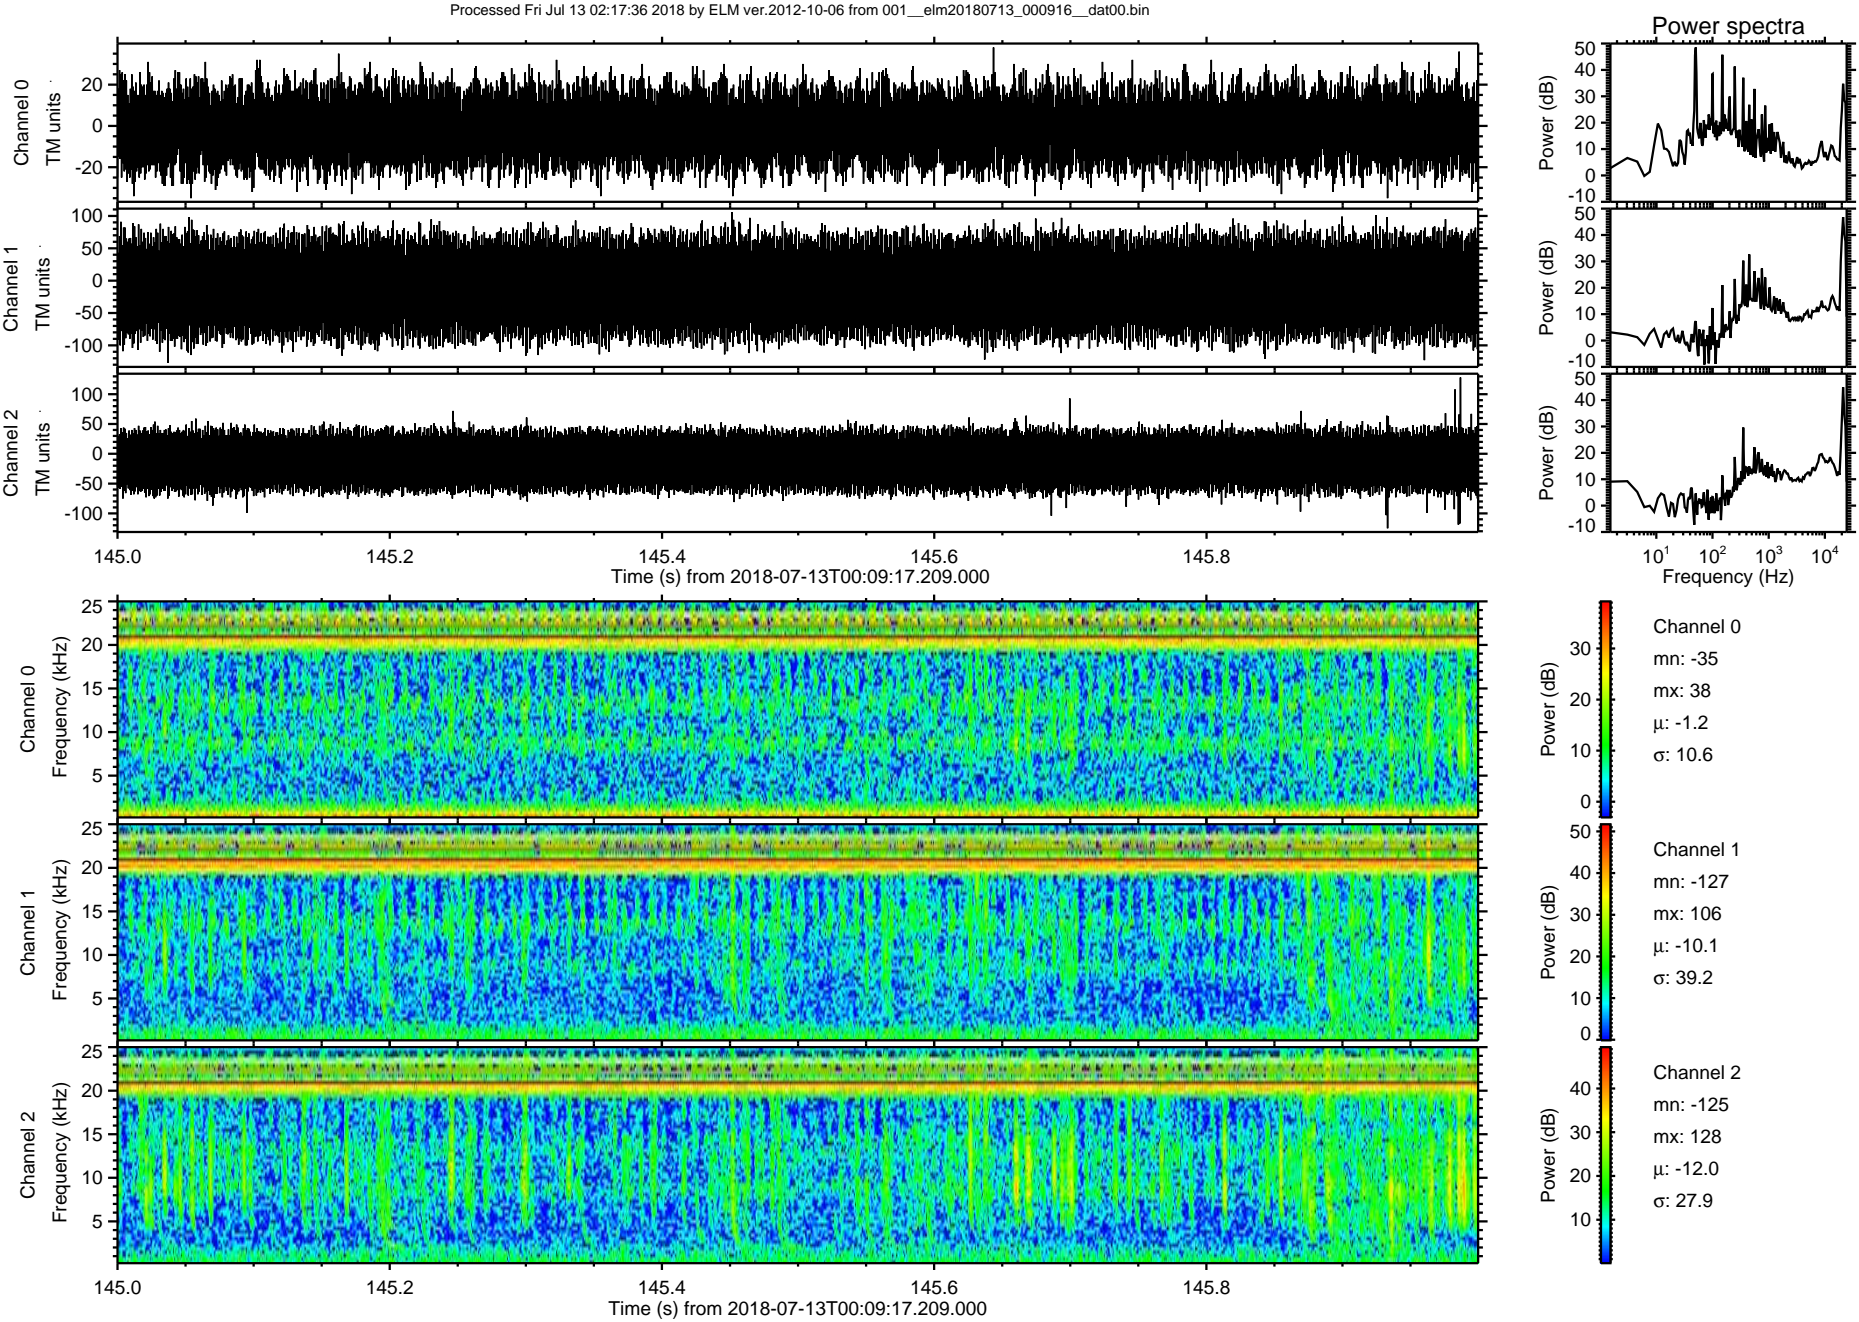 Processed Fri Jul 13 02:17:36 2018 by ELM ver.2012-10-06 from 001__elm20180713_000916__dat00.bin
Power spectra
Channel 0
TM units
20
0
-20
Power (dB)
50
40
30
20
10
0
-10
Channel 1
TM units
100
50
0
-50
-100
Power (dB)
50
40
30
20
10
0
-10
Channel 2
TM units
100
50
0
-50
-100
Power (dB)
50
40
30
20
10
0
-10
145.0 145.2 145.4 145.6 145.8
Time (s) from 2018-07-13T00:09:17.209.000
10^1 10^2 10^3 10^4
Frequency (Hz)
Channel 0
Frequency (kHz)
25
20
15
10
5
Power (dB)
30
20
10
0
Channel 0
mn: -35
mx: 38
μ: -1.2
σ: 10.6
Channel 1
Frequency (kHz)
25
20
15
10
5
Power (dB)
50
40
30
20
10
0
Channel 1
mn: -127
mx: 106
μ: -10.1
σ: 39.2
Channel 2
Frequency (kHz)
25
20
15
10
5
Power (dB)
40
30
20
10
Channel 2
mn: -125
mx: 128
μ: -12.0
σ: 27.9
145.0 145.2 145.4 145.6 145.8
Time (s) from 2018-07-13T00:09:17.209.000